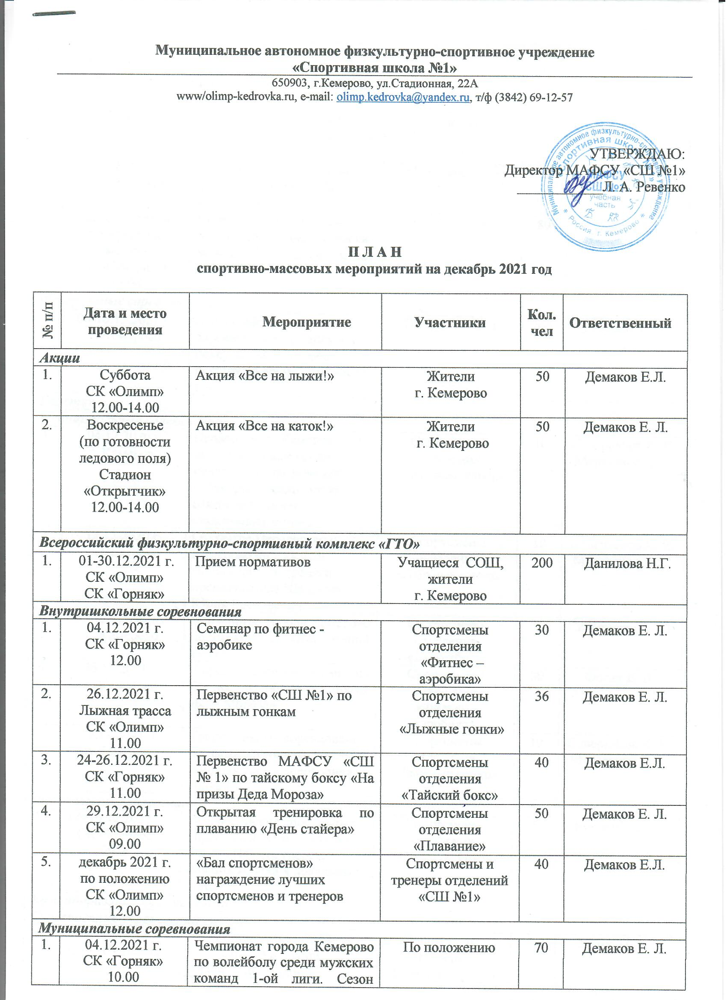 Муниципальное автономное физкультурно-спортивное учреждение
«Спортивная школа №1»
650903, г.Кемерово, ул.Стадионная, 22А
www/olimp-kedrovka.ru, e-mail: olimp.kedrovka@yandex.ru, т/ф (3842) 69-12-57
УТВЕРЖДАЮ:
Директор МАФСУ «СШ №1»
Л. А. Ревенко
Муниципальное автономное физкультурно-спортивное учреждение
«Спортивная школа №1»
МАФСУ
СШ №1
учебная
часть
* Россия г. Кемерово *
П Л А Н
спортивно-массовых мероприятий на декабрь 2021 год
№ п/п
Дата и место
проведения
Мероприятие
Участники
Кол.
чел
Ответственный
Акции
1.
Суббота
СК «Олимп»
12.00-14.00
Акция «Все на лыжи!»
Жители
г. Кемерово
50
Демаков Е.Л.
2.
Воскресенье
(по готовности
ледового поля)
Стадион
«Открытчик»
12.00-14.00
Акция «Все на каток!»
Жители
г. Кемерово
50
Демаков Е. Л.
Всероссийский физкультурно-спортивный комплекс «ГТО»
1.
01-30.12.2021 г.
СК «Олимп»
СК «Горняк»
Прием нормативов
Учащиеся СОШ,
жители
г. Кемерово
200
Данилова Н.Г.
Внутришкольные соревнования
1.
04.12.2021 г.
СК «Горняк»
12.00
Семинар по фитнес -
аэробике
Спортсмены
отделения
«Фитнес –
аэробика»
30
Демаков Е. Л.
2.
26.12.2021 г.
Лыжная трасса
СК «Олимп»
11.00
Первенство «СШ №1» по
лыжным гонкам
Спортсмены
отделения
«Лыжные гонки»
36
Демаков Е. Л.
3.
24-26.12.2021 г.
СК «Горняк»
11.00
Первенство МАФСУ «СШ
№ 1» по тайскому боксу «На
призы Деда Мороза»
Спортсмены
отделения
«Тайский бокс»
40
Демаков Е.Л.
4.
29.12.2021 г.
СК «Олимп»
09.00
Открытая тренировка по
плаванию «День стайера»
Спортсмены
отделения
«Плавание»
50
Демаков Е. Л.
5.
декабрь 2021 г.
по положению
СК «Олимп»
12.00
«Бал спортсменов»
награждение лучших
спортсменов и тренеров
Спортсмены и
тренеры отделений
«СШ №1»
40
Демаков Е.Л.
Муниципальные соревнования
1.
04.12.2021 г.
СК «Горняк»
10.00
Чемпионат города Кемерово
по волейболу среди мужских
команд 1-ой лиги. Сезон
По положению
70
Демаков Е. Л.